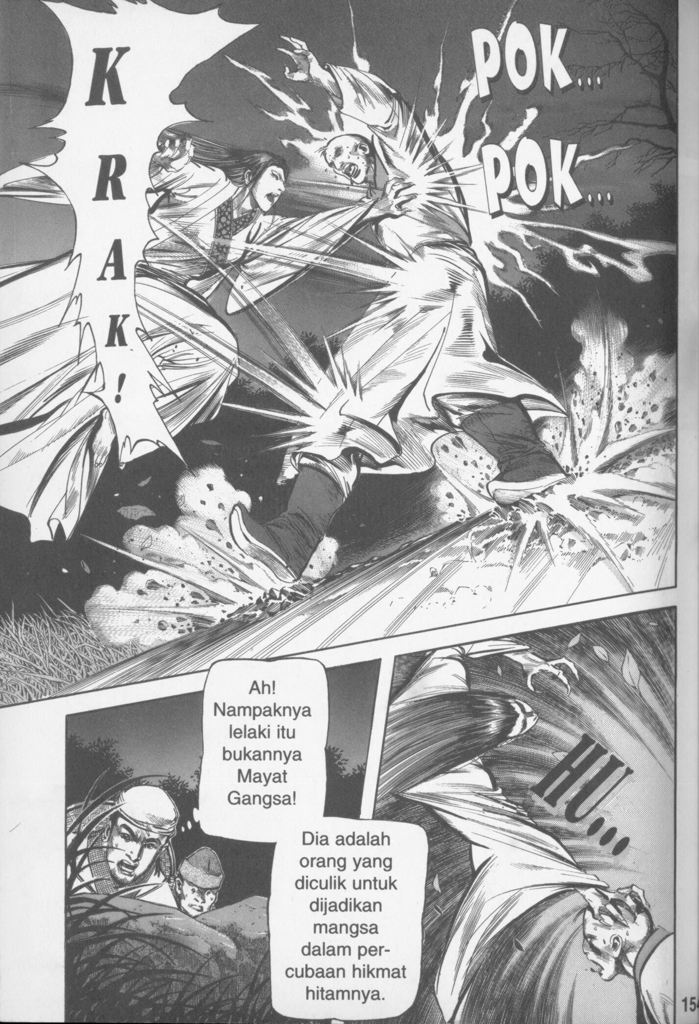 KRAK!
POK...
POK...
Ah!
Nampaknya
lelaki itu
bukannya
Mayat
Gangsa!
Dia adalah
orang yang
diculik untuk
dijadikan
mangsa
dalam per-
cubaan hikmat
hitamnya.
HU...